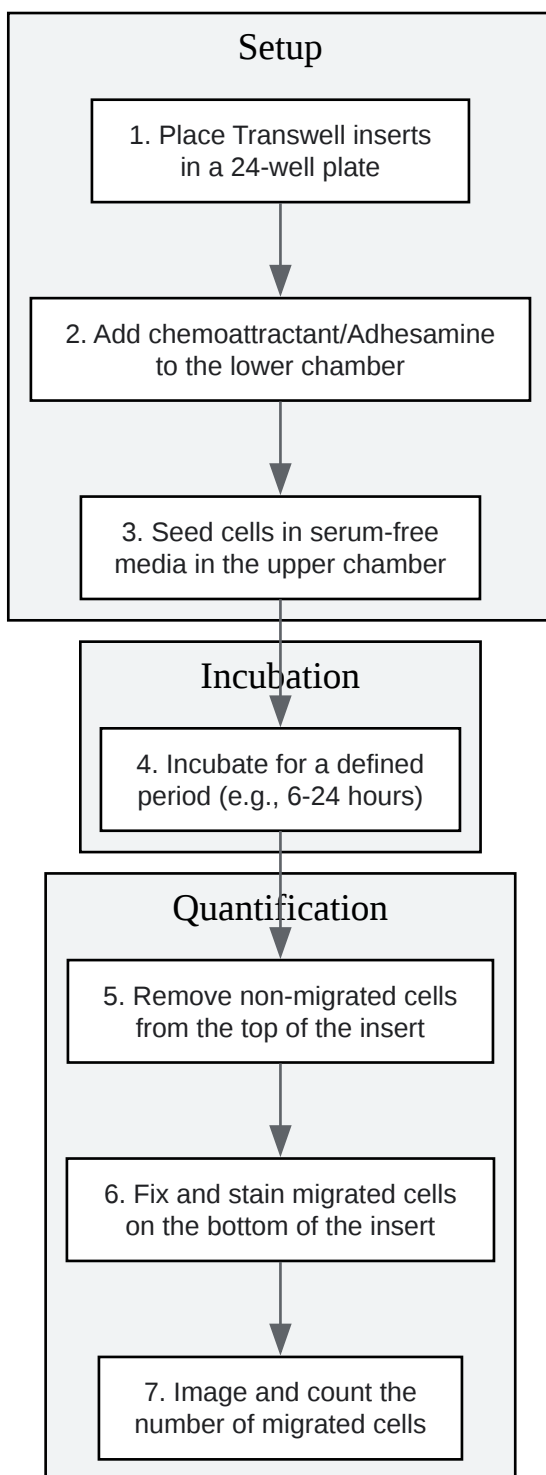 Setup
1. Place Transwell inserts
in a 24-well plate
2. Add chemoattractant/Adhesamine
to the lower chamber
3. Seed cells in serum-free
media in the upper chamber
Incubation
4. Incubate for a defined
period (e.g., 6-24 hours)
Quantification
5. Remove non-migrated cells
from the top of the insert
6. Fix and stain migrated cells
on the bottom of the insert
7. Image and count the
number of migrated cells